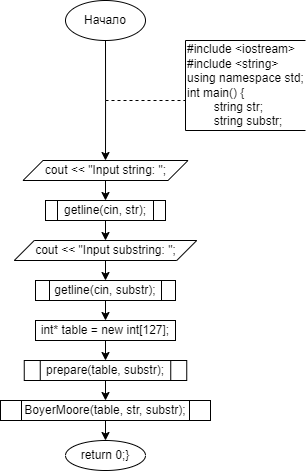 Начало
#include <iostream>
#include <string>
using namespace std;
int main() {
string str;
string substr;
cout << "Input string: ";
getline(cin, str);
cout << "Input substring: ";
getline(cin, substr);
int* table = new int[127];
prepare(table, substr);
BoyerMoore(table, str, substr);
return 0;}